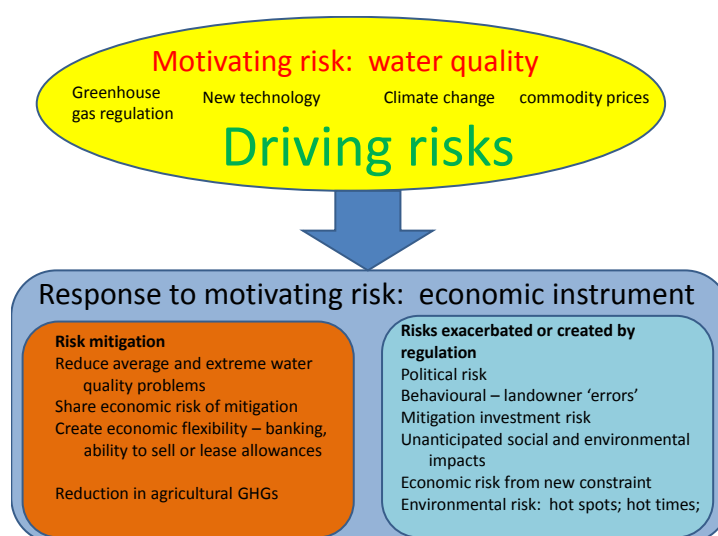 Motivating risk: water quality
Greenhouse
gas regulation
New technology
Climate change
commodity prices
Driving risks
Response to motivating risk: economic instrument
Risk mitigation
Reduce average and extreme water
quality problems
Share economic risk of mitigation
Create economic flexibility – banking,
ability to sell or lease allowances
Reduction in agricultural GHGs
Risks exacerbated or created by
regulation
Political risk
Behavioural – landowner ‘errors’
Mitigation investment risk
Unanticipated social and environmental
impacts
Economic risk from new constraint
Environmental risk: hot spots; hot times;